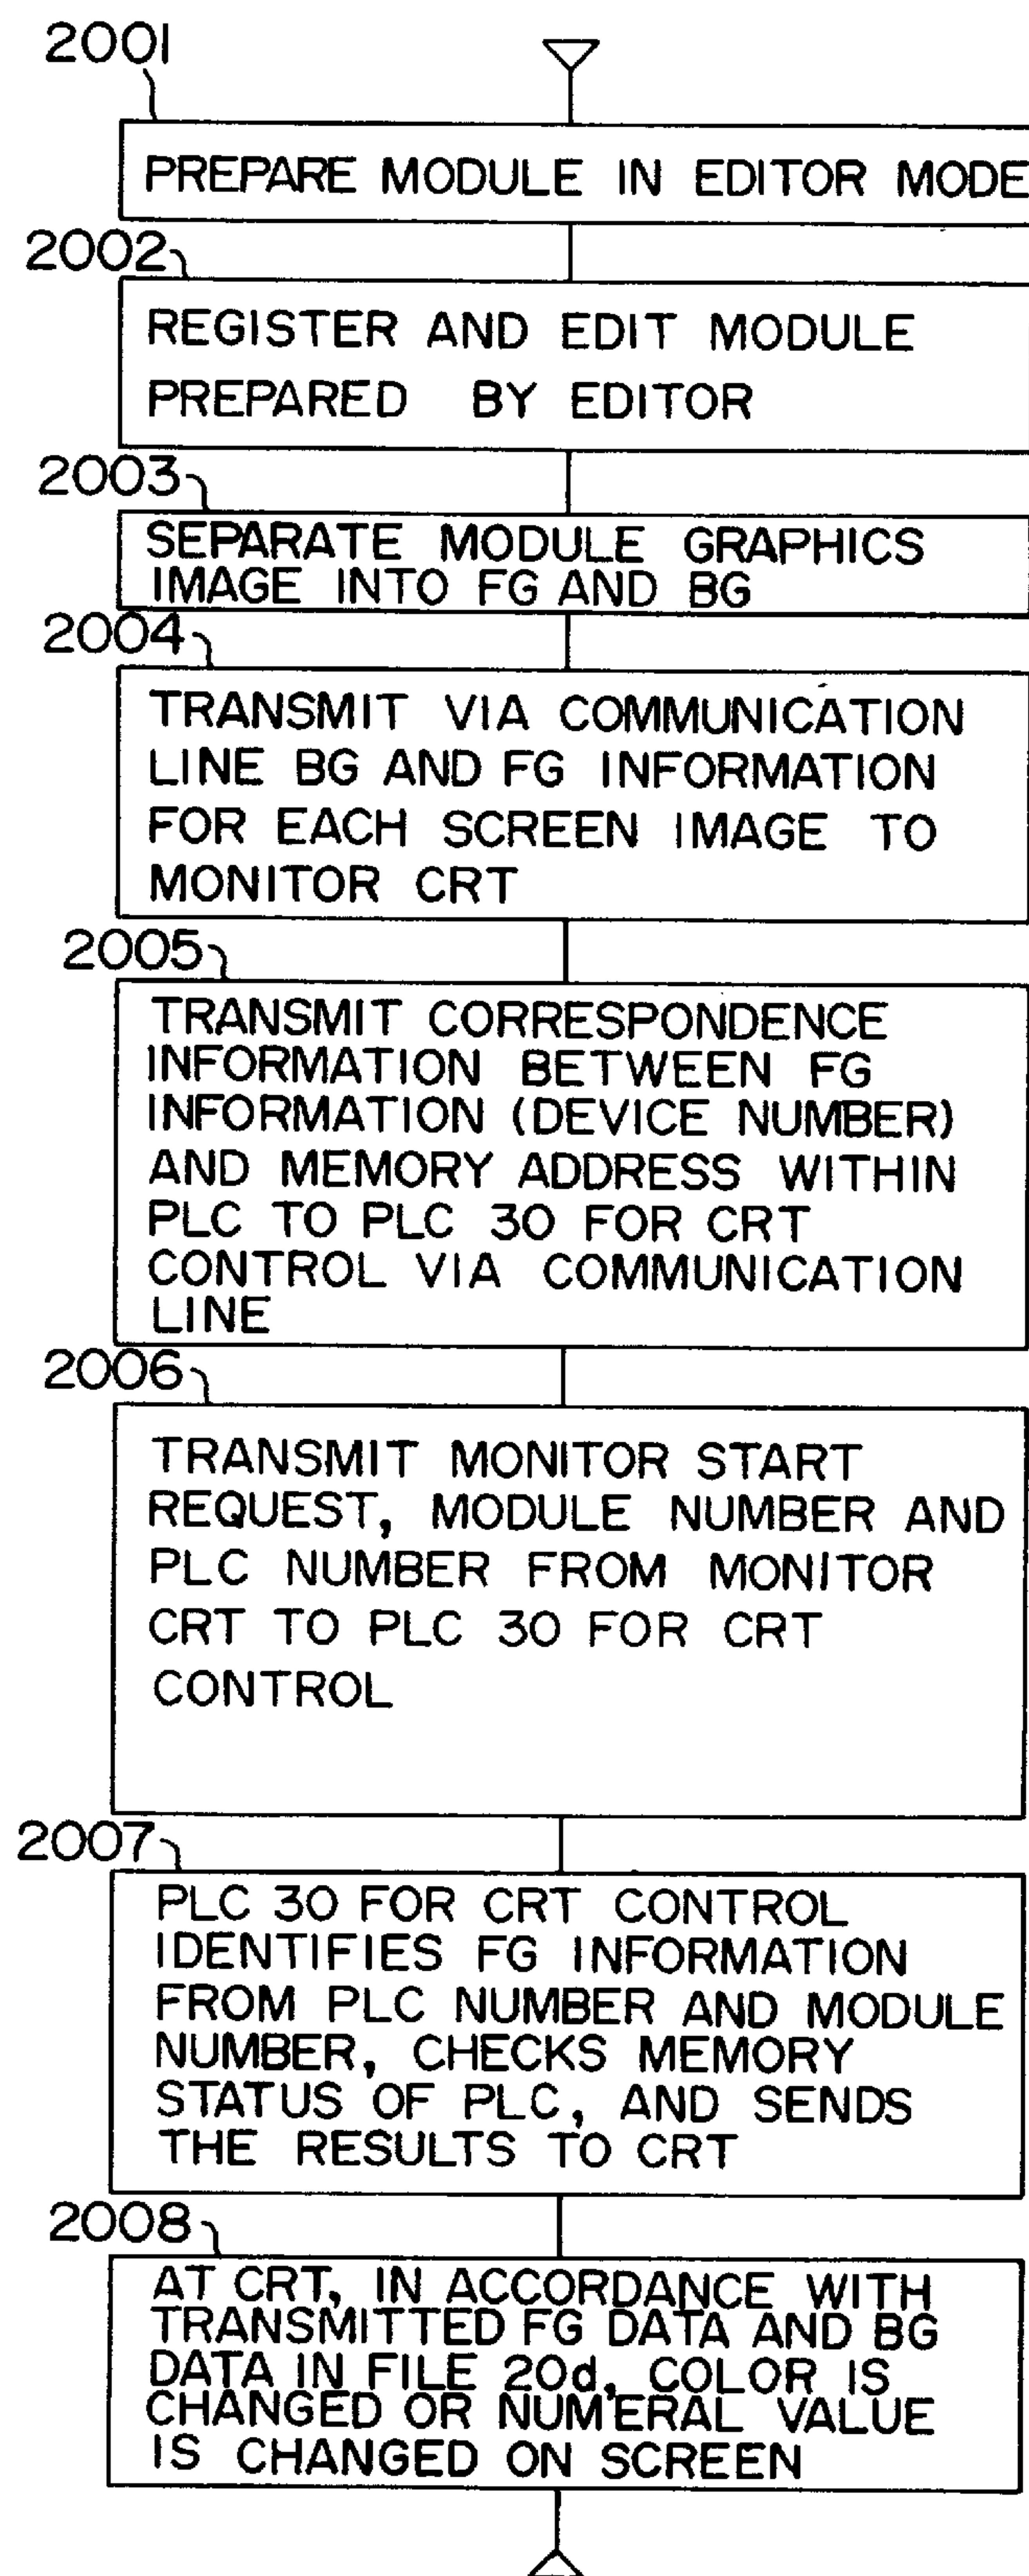 2001
PREPARE MODULE IN EDITOR MODE
2002
REGISTER AND EDIT MODULE
PREPARED BY EDITOR
2003
SEPARATE MODULE GRAPHICS
IMAGE INTO FG AND BG
2004
TRANSMIT VIA COMMUNICATION
LINE BG AND FG INFORMATION
FOR EACH SCREEN IMAGE TO
MONITOR CRT
2005
TRANSMIT CORRESPONDENCE
INFORMATION BETWEEN FG
INFORMATION (DEVICE NUMBER)
AND MEMORY ADDRESS WITHIN
PLC TO PLC 30 FOR CRT
CONTROL VIA COMMUNICATION
LINE
2006
TRANSMIT MONITOR START
REQUEST, MODULE NUMBER AND
PLC NUMBER FROM MONITOR
CRT TO PLC 30 FOR CRT
CONTROL
2007
PLC 30 FOR CRT CONTROL
IDENTIFIES FG INFORMATION
FROM PLC NUMBER AND MODULE
NUMBER, CHECKS MEMORY
STATUS OF PLC, AND SENDS
THE RESULTS TO CRT
2008
AT CRT, IN ACCORDANCE WITH
TRANSMITTED FG DATA AND BG
DATA IN FILE 20d, COLOR IS
CHANGED OR NUMERAL VALUE
IS CHANGED ON SCREEN